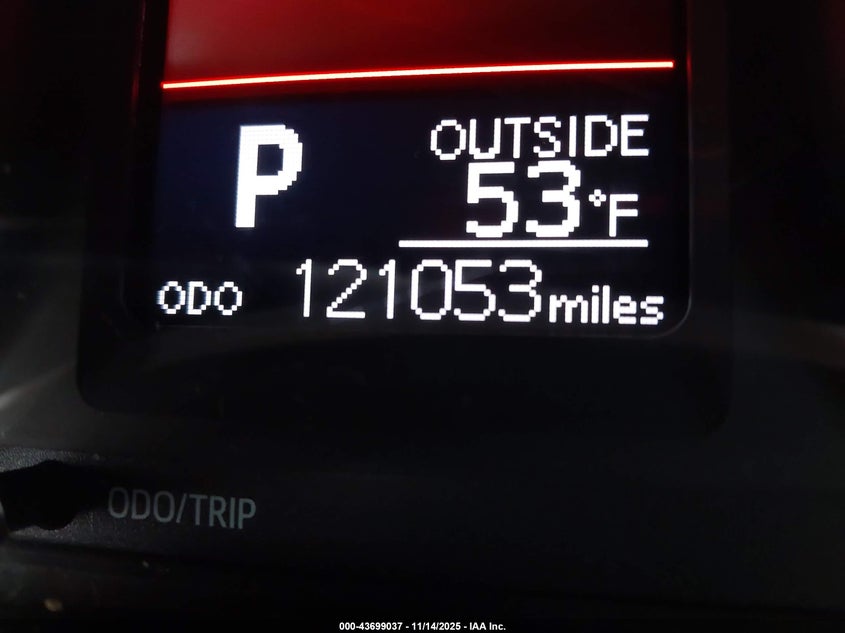 P
OUTSIDE
53°F
ODO 121053 miles
ODO/TRIP
000-43699037 - 11/14/2025 - IAA Inc.